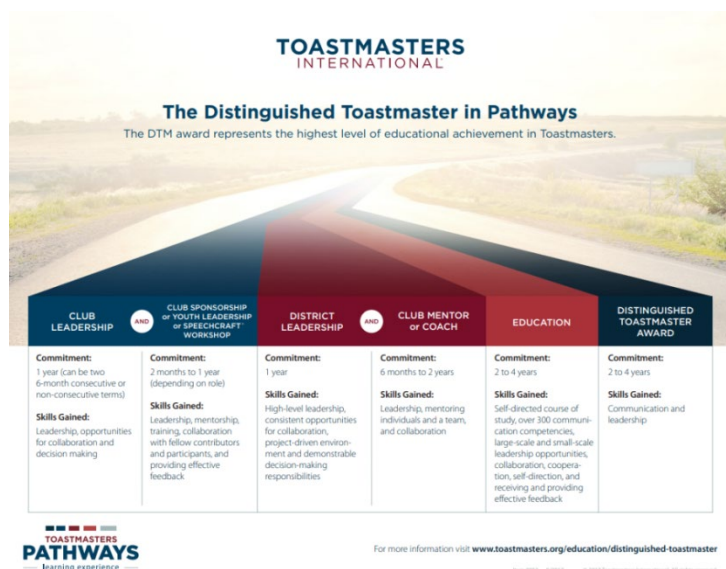 TOASTMASTERS
INTERNATIONAL
The Distinguished Toastmaster in Pathways
The DTM award represents the highest level of educational achievement in Toastmasters.
CLUB
LEADERSHIP
AND
CLUB SPONSORSHIP
or YOUTH LEADERSHIP
or SPEECHCRAFT
WORKSHOP
DISTRICT
LEADERSHIP
AND
CLUB MENTOR
or COACH
EDUCATION
DISTINGUISHED
TOASTMASTER
AWARD
Commitment:
1 year (can be two
6-month consecutive or
non-consecutive terms)
Skills Gained:
Leadership, opportunities
for collaboration and
decision making
Commitment:
2 months to 1 year
(depending on role)
Skills Gained:
Leadership, mentorship,
training, collaboration
with fellow contributors
and participants, and
providing effective
feedback
Commitment:
1 year
Skills Gained:
High-level leadership,
consistent opportunities
for collaboration,
project-driven environ-
ment and demonstrable
decision-making
responsibilities
Commitment:
6 months to 2 years
Skills Gained:
Leadership, mentoring
individuals and a team,
and collaboration
Commitment:
2 to 4 years
Skills Gained:
Self-directed course of
study, over 300 communi-
cation competencies,
large-scale and small-scale
leadership opportunities,
collaboration, coopera-
tion, self-direction, and
receiving and providing
effective feedback
Commitment:
2 to 4 years
Skills Gained:
Communication and
leadership
TOASTMASTERS
PATHWAYS
learning experience
For more information visit www.toastmasters.org/education/distinguished-toastmaster